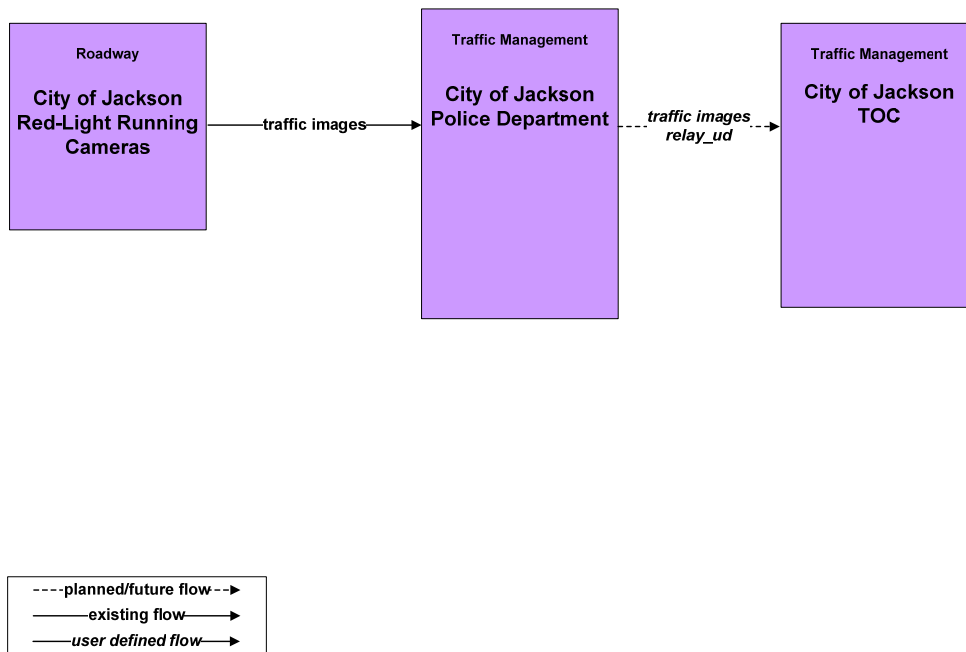 Roadway
City of Jackson
Red-Light Running
Cameras
traffic images
Traffic Management
City of Jackson
Police Department
traffic images
relay_ud
Traffic Management
City of Jackson
TOC
planned/future flow
existing flow
user defined flow